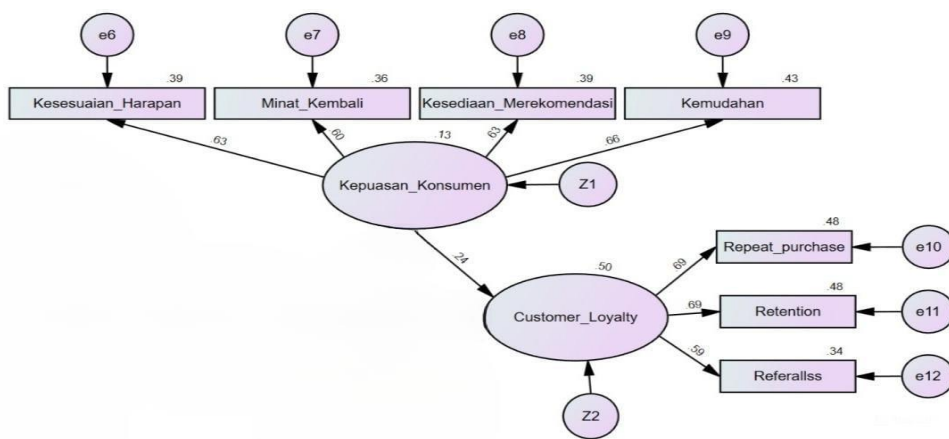 e6
e7
e8
e9
.39
.36
.39
.43
Kesesuaian_Harapan
Minat_Kembali
Kesediaan_Merekomendasi
Kemudahan
.63
.60
.13
.63
.66
Kepuasan_Konsumen
Z1
.24
.50
.48
.69
Repeat_purchase
e10
Customer_Loyalty
.69
.48
Retention
e11
.59
.34
Referallss
e12
Z2